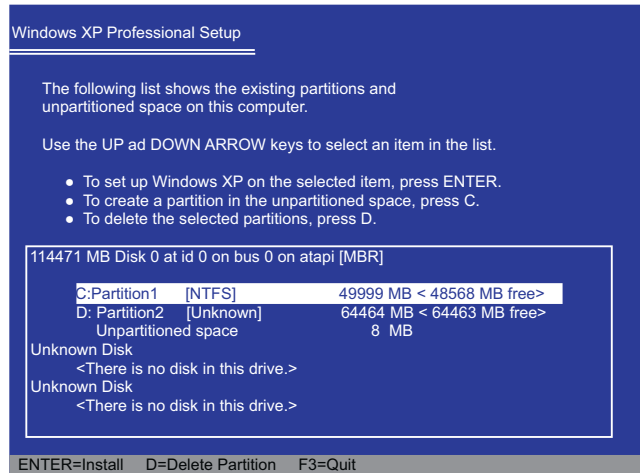 Windows XP Professional Setup
The following list shows the existing partitions and
unpartitioned space on this computer.
Use the UP ad DOWN ARROW keys to select an item in the list.
● To set up Windows XP on the selected item, press ENTER.
● To create a partition in the unpartitioned space, press C.
● To delete the selected partitions, press D.
114471 MB Disk 0 at id 0 on bus 0 on atapi [MBR]
C:Partition1 [NTFS] 49999 MB < 48568 MB free>
D: Partition2 [Unknown] 64464 MB < 64463 MB free>
Unpartitioned space 8 MB
Unknown Disk
<There is no disk in this drive.>
Unknown Disk
<There is no disk in this drive.>
ENTER=Install D=Delete Partition F3=Quit